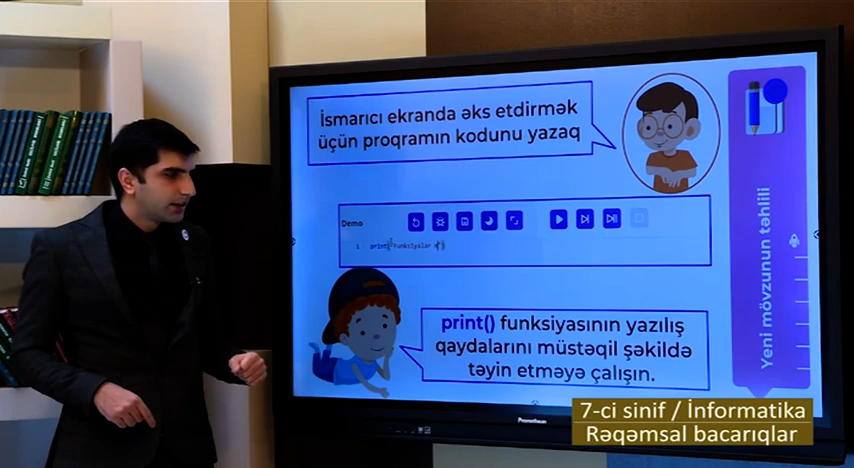 İsmarıcı ekranda əks etdirmək
üçün proqramın kodunu yazaq
Demo
1 print("Funksiyalar
print() funksiyasının yazılış
qaydalarını müstəqil şəkildə
təyin etməyə çalışın.
Yeni mövzunun təhlili
Promethean
7-ci sinif / İnformatika
Rəqəmsal bacarıqlar